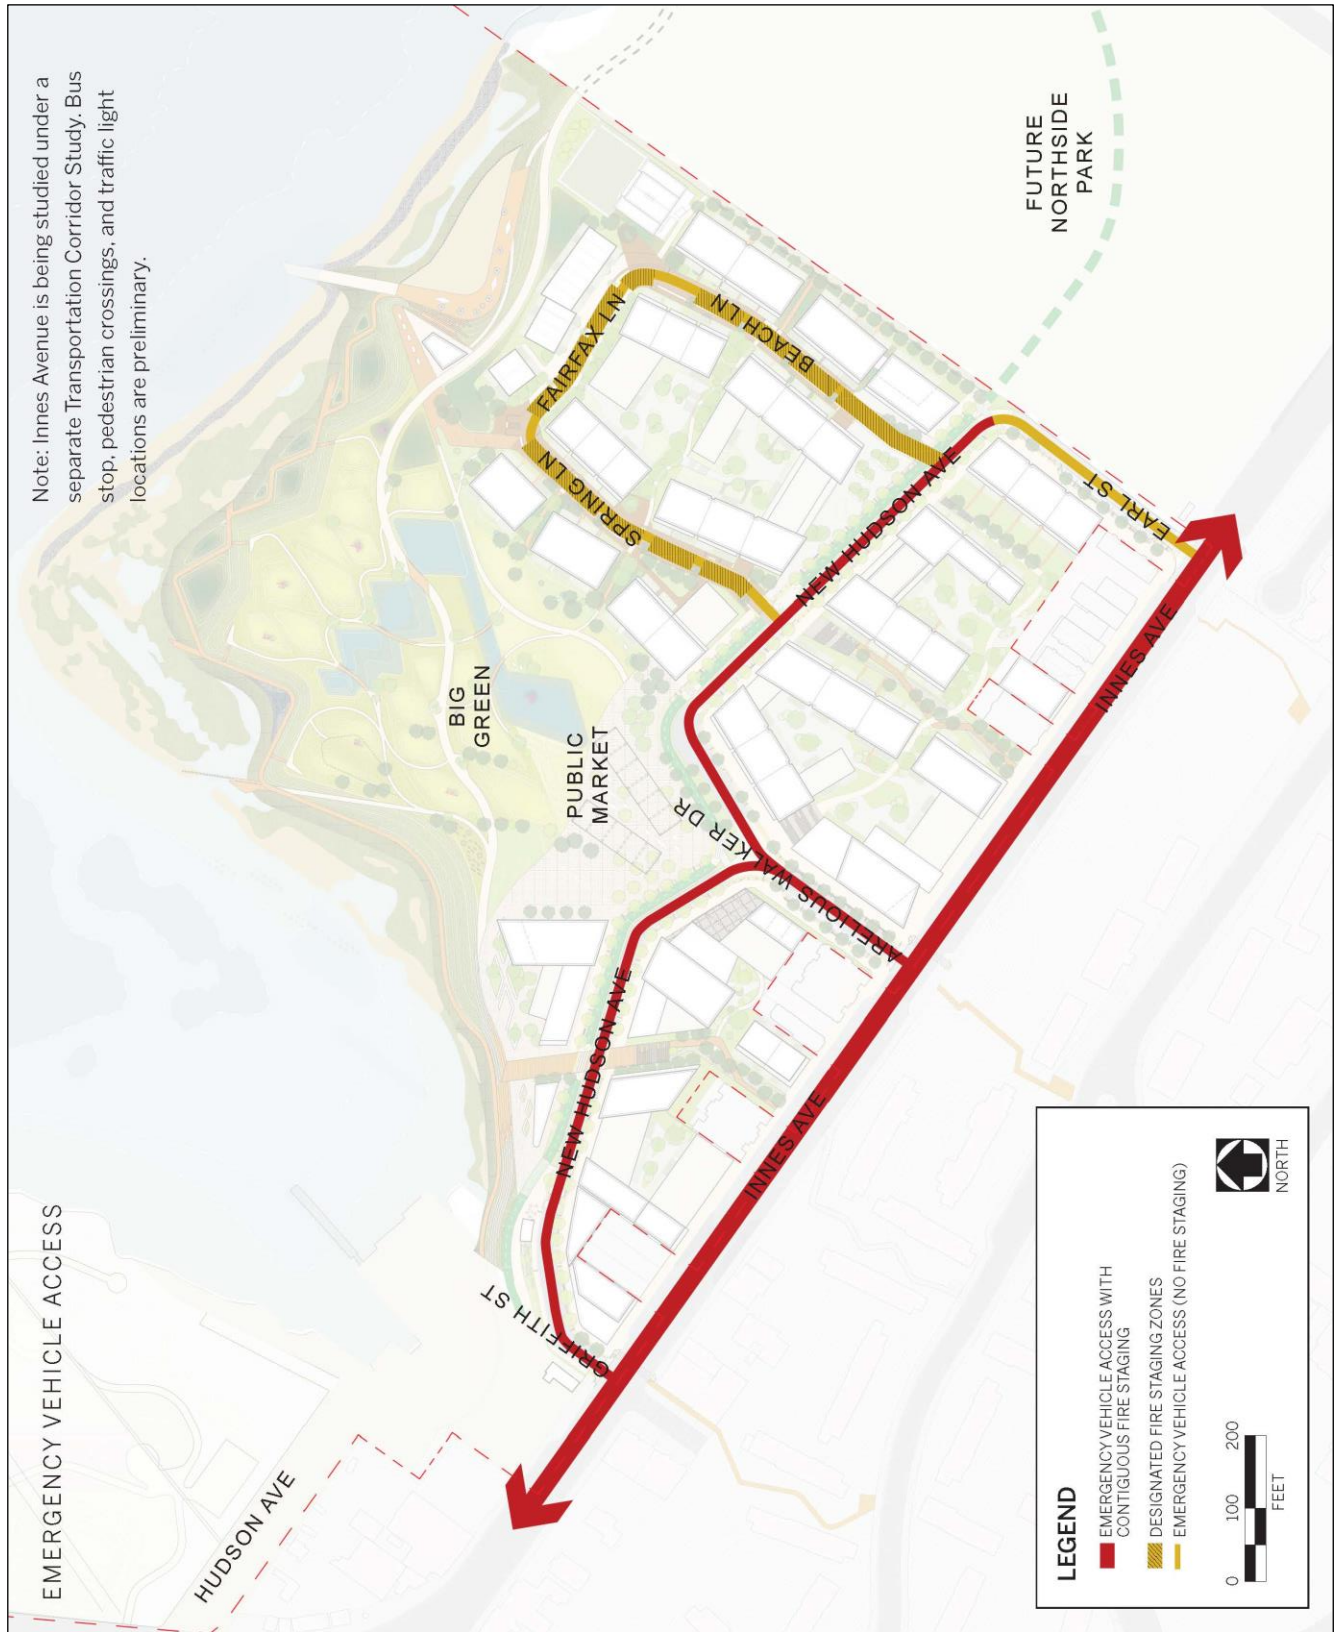 EMERGENCY VEHICLE ACCESS
Note: Innes Avenue is being studied under a
separate Transportation Corridor Study. Bus
stop, pedestrian crossings, and traffic light
locations are preliminary.
HUDSON AVE
GRIFFITH ST
NEW HUDSON AVE
PUBLIC
MARKET
BIG
GREEN
ARELIOUS WALKER DR
SPRING LN
FAIRFAX LN
BEACH LN
NEW HUDSON AVE
EARL ST
INNES AVE
INNES AVE
FUTURE
NORTHSIDE
PARK
LEGEND
EMERGENCY VEHICLE ACCESS WITH
CONTIGUOUS FIRE STAGING
DESIGNATED FIRE STAGING ZONES
EMERGENCY VEHICLE ACCESS (NO FIRE STAGING)
0 100 200
FEET
NORTH